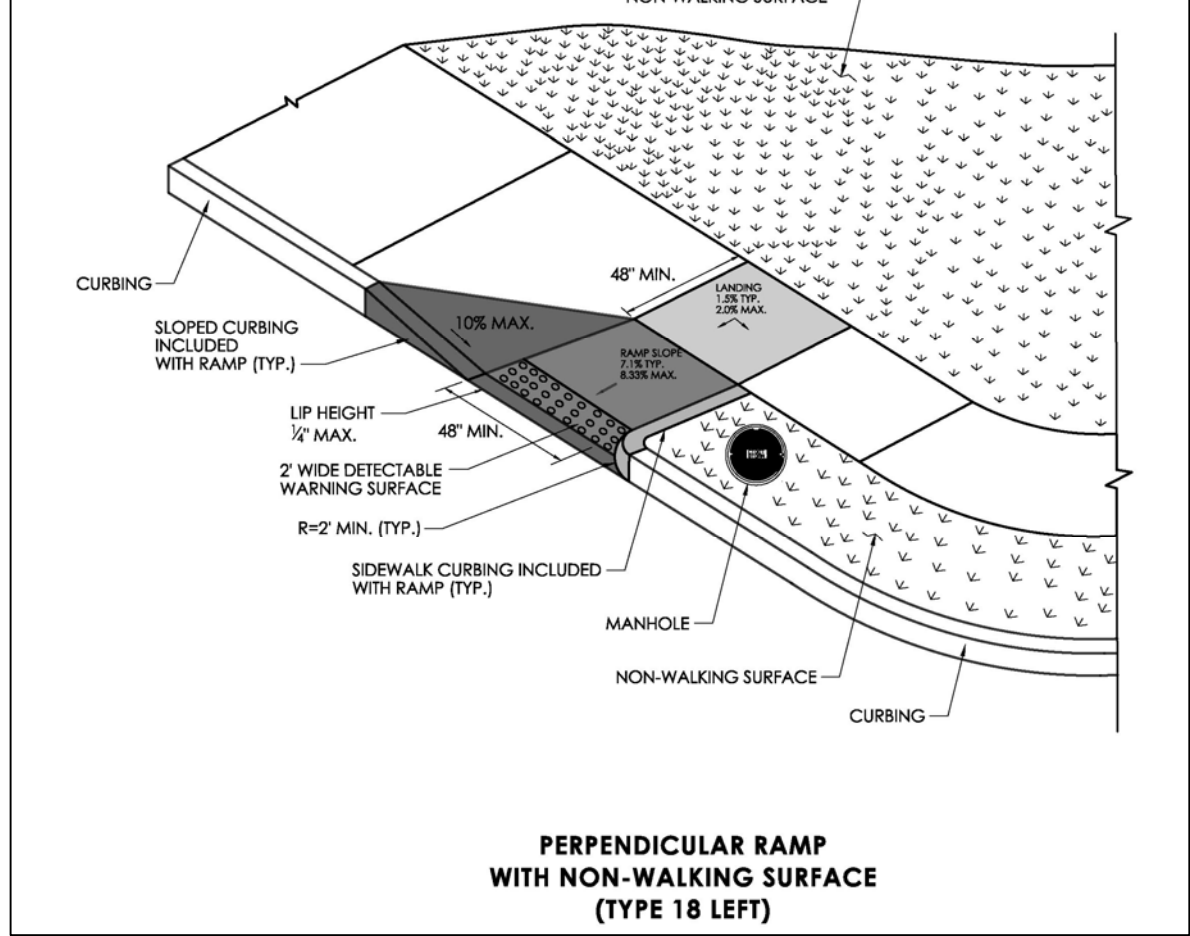 NON-WALKING SURFACE
48" MIN.
LANDING
1.5% TYP.
2.0% MAX.
CURBING
SLOPED CURBING
INCLUDED
WITH RAMP (TYP.)
10% MAX.
RAMP SLOPE
7.1% TYP.
8.33% MAX.
LIP HEIGHT
¼" MAX.
48" MIN.
2' WIDE DETECTABLE
WARNING SURFACE
R=2' MIN. (TYP.)
SIDEWALK CURBING INCLUDED
WITH RAMP (TYP.)
MANHOLE
NON-WALKING SURFACE
CURBING
PERPENDICULAR RAMP
WITH NON-WALKING SURFACE
(TYPE 18 LEFT)